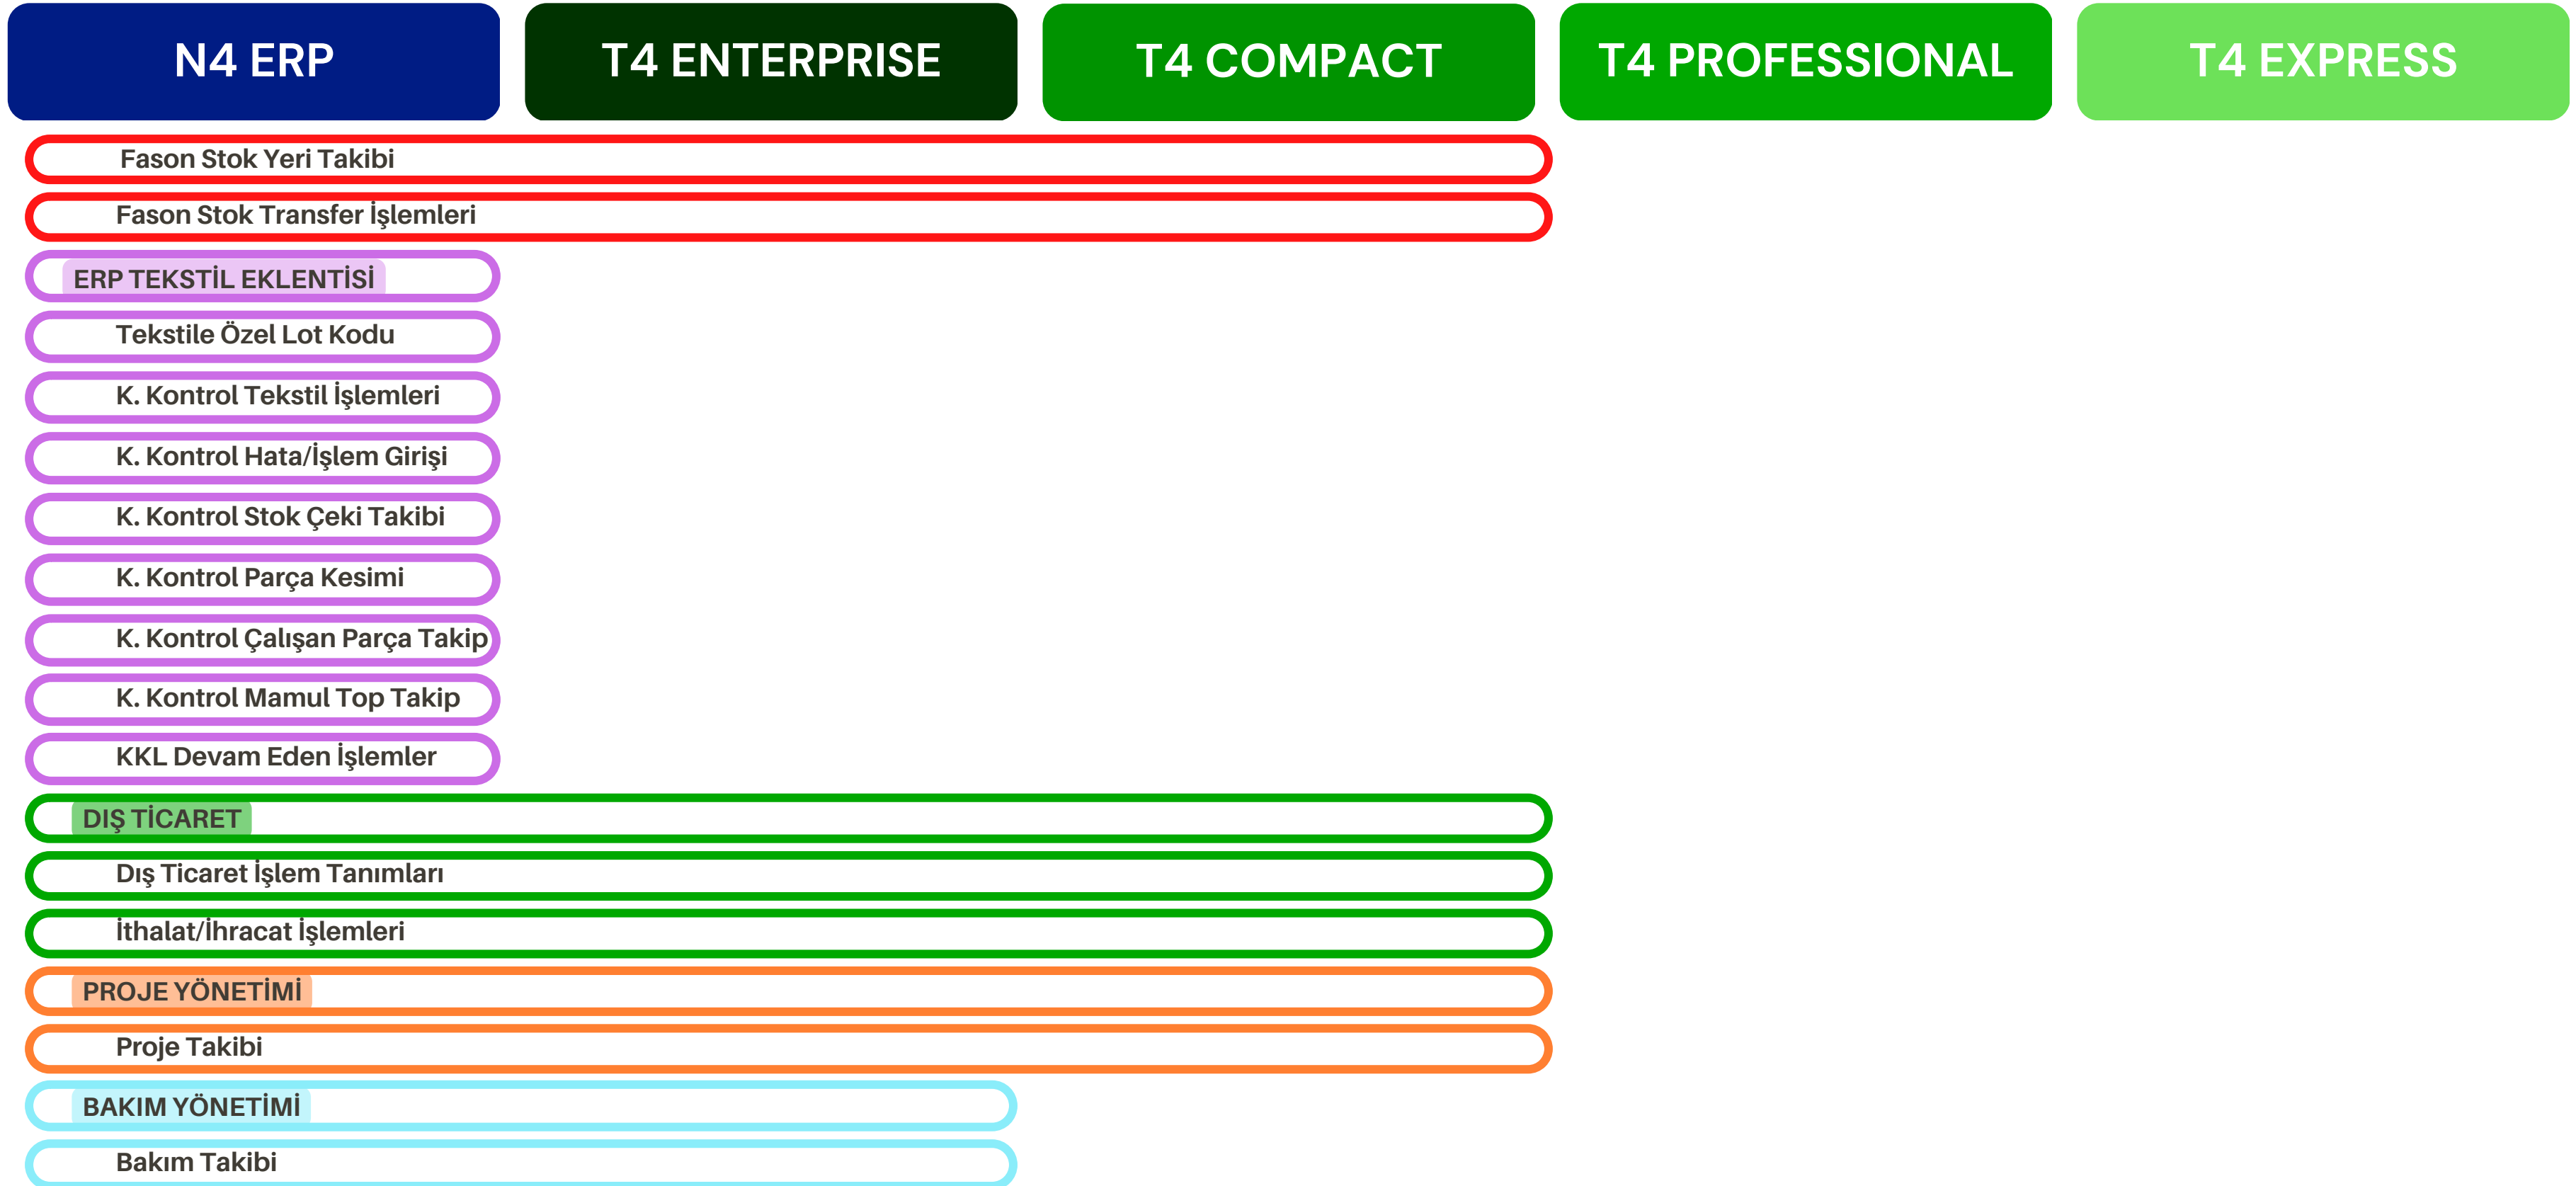 N4 ERP
T4 ENTERPRISE
T4 COMPACT
T4 PROFESSIONAL
T4 EXPRESS
Fason Stok Yeri Takibi
Fason Stok Transfer İşlemleri
ERP TEKSTİL EKLENTİSİ
Tekstile Özel Lot Kodu
K. Kontrol Tekstil İşlemleri
K. Kontrol Hata/İşlem Girişi
K. Kontrol Stok Çeki Takibi
K. Kontrol Parça Kesimi
K. Kontrol Çalışan Parça Takip
K. Kontrol Mamul Top Takip
KKL Devam Eden İşlemler
DIŞ TİCARET
Dış Ticaret İşlem Tanımları
İthalat/İhracat İşlemleri
PROJE YÖNETİMİ
Proje Takibi
BAKIM YÖNETİMİ
Bakım Takibi